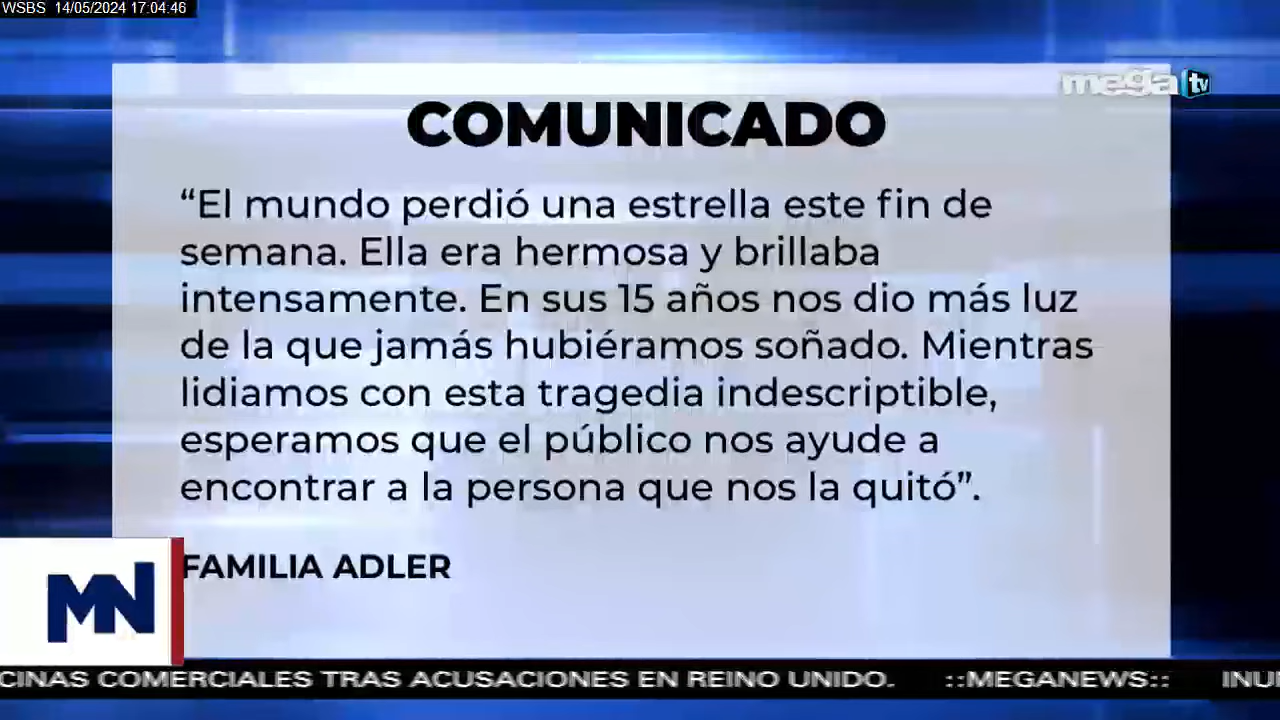 WSBS 14/05/2024 17:04:46
mega tv
COMUNICADO
“El mundo perdió una estrella este fin de
semana. Ella era hermosa y brillaba
intensamente. En sus 15 años nos dio más luz
de la que jamás hubiéramos soñado. Mientras
lidiamos con esta tragedia indescriptible,
esperamos que el público nos ayude a
encontrar a la persona que nos la quitó”.
FAMILIA ADLER
MN
CINAS COMERCIALES TRAS ACUSACIONES EN REINO UNIDO. ::MEGANEWS:: INU